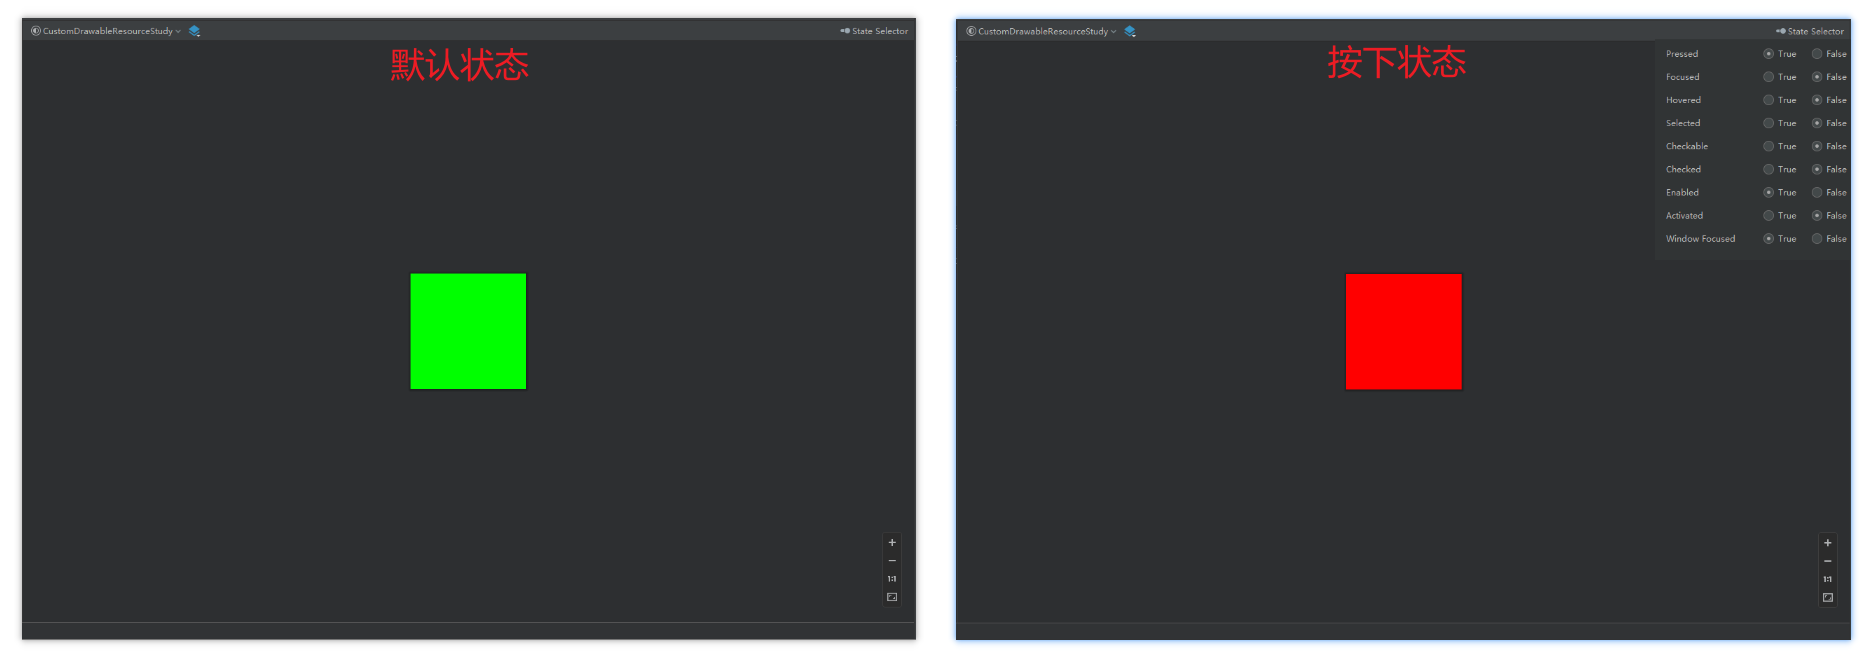 CustomDrawableResourceStudy
State Selector
默认状态
1:1
CustomDrawableResourceStudy
State Selector
按下状态
Pressed True False
Focused True False
Hovered True False
Selected True False
Checkable True False
Checked True False
Enabled True False
Activated True False
Window Focused True False
1:1